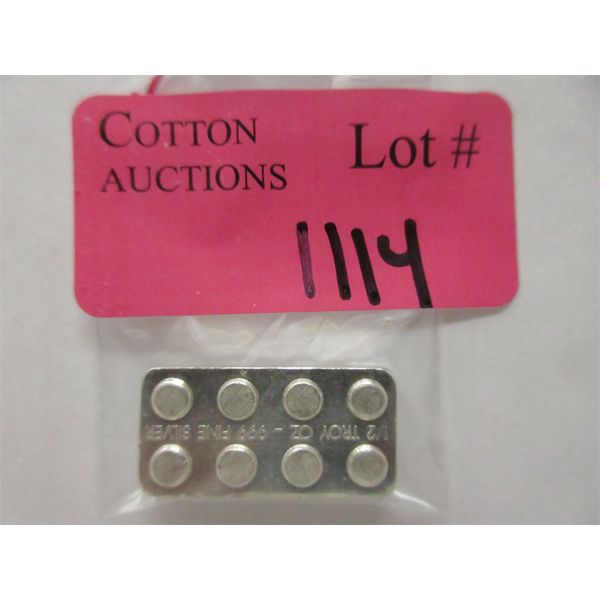 COTTON
AUCTIONS
Lot #
1114
1/2 TROY OZ - .999 FINE SILVER